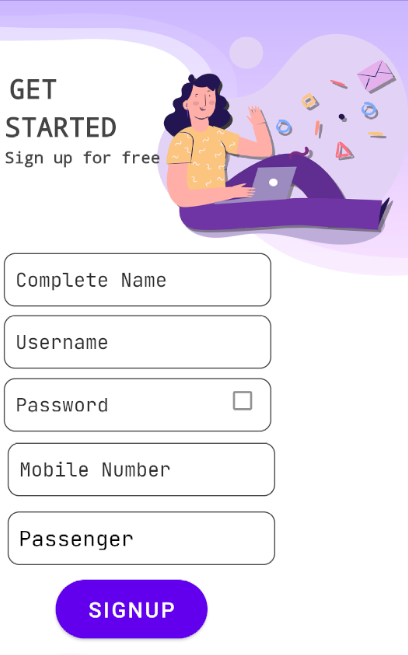 GET
STARTED
Sign up for free
Complete Name
Username
Password
Mobile Number
Passenger
SIGNUP